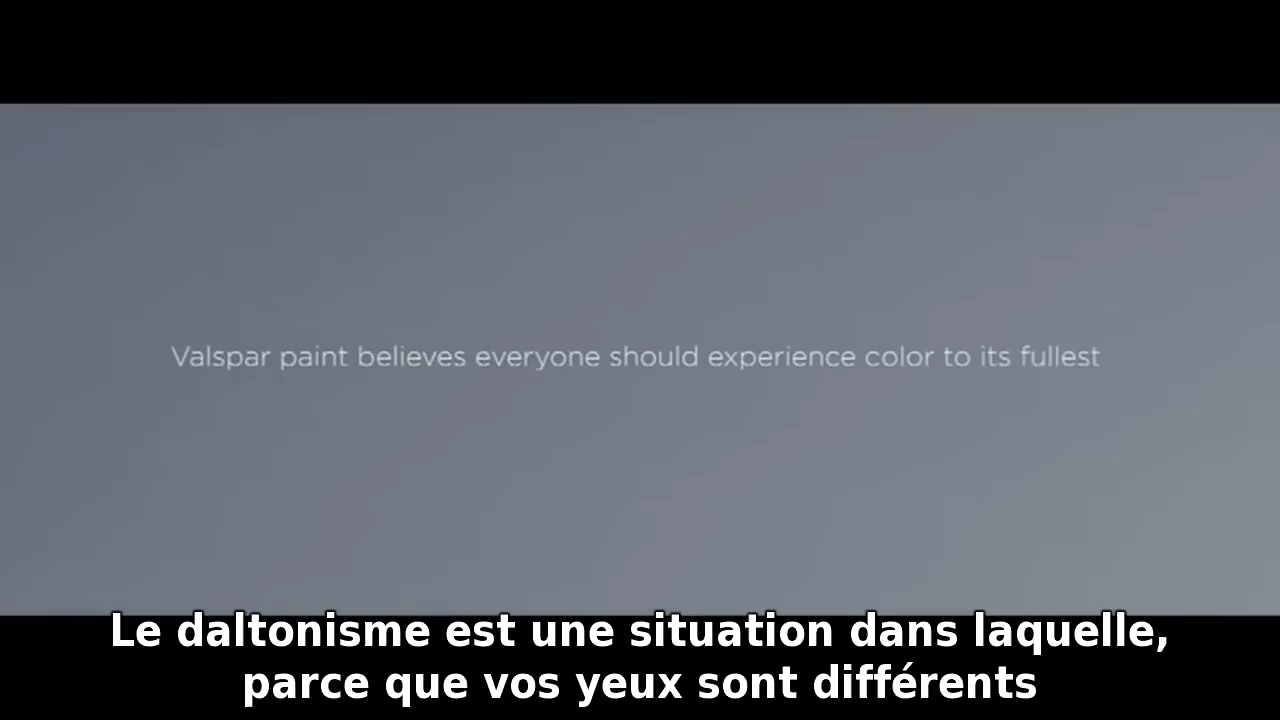 Valspar paint believes everyone should experience color to its fullest
Le daltonisme est une situation dans laquelle,
parce que vos yeux sont différents